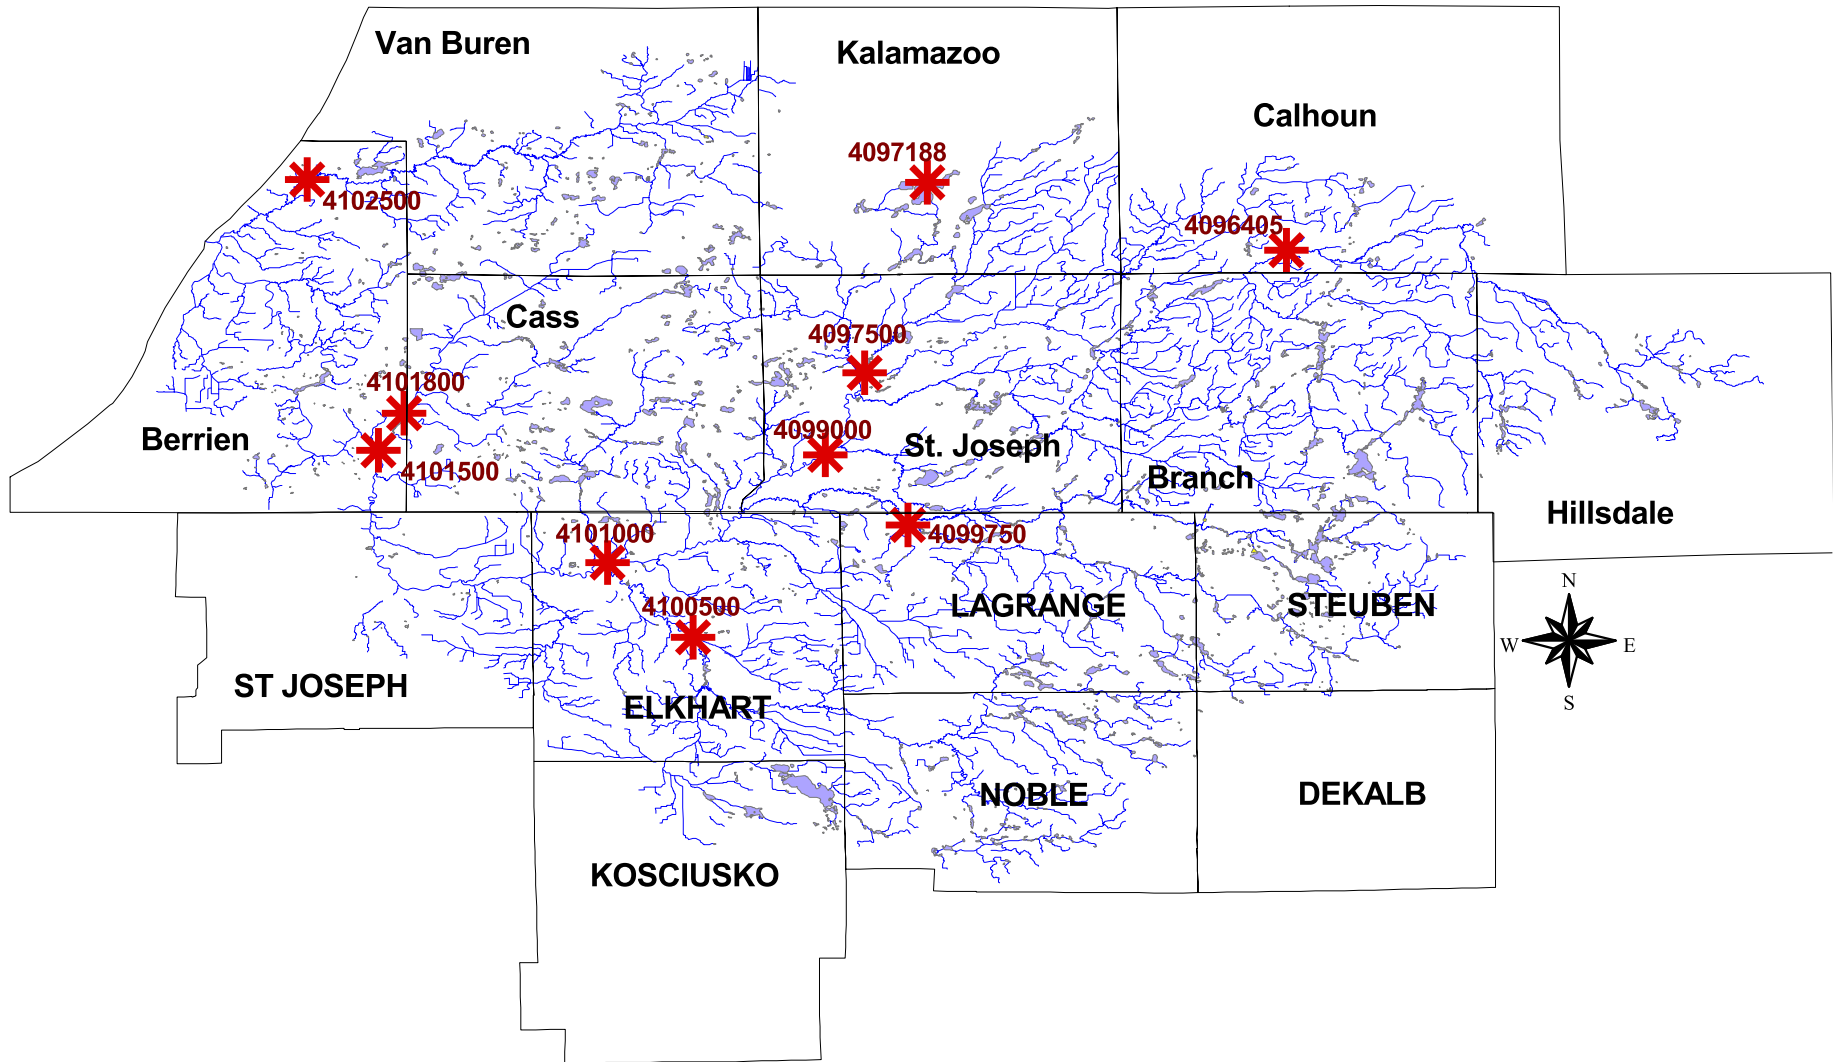 Van Buren
Kalamazoo
Calhoun
4097188
4102500
4096405
Cass
4097500
4101800
Berrien
4099000
St. Joseph
4101500
Branch
Hillsdale
4101000
4099750
N
4100500
LAGRANGE
STEUBEN
W
E
ST JOSEPH
S
ELKHART
NOBLE
DEKALB
KOSCIUSKO